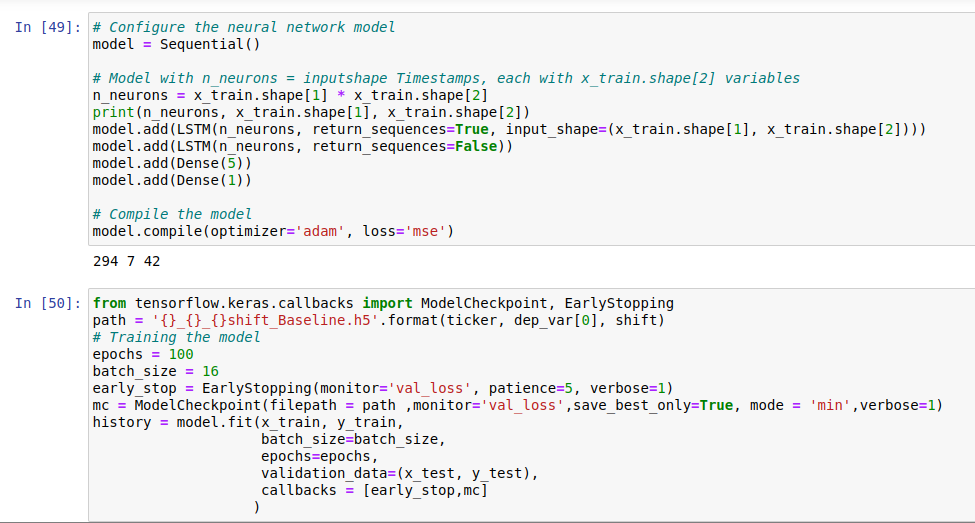 In [49]: # Configure the neural network model
model = Sequential()

# Model with n_neurons = inputshape Timestamps, each with x_train.shape[2] variables
n_neurons = x_train.shape[1] * x_train.shape[2]
print(n_neurons, x_train.shape[1], x_train.shape[2])
model.add(LSTM(n_neurons, return_sequences=True, input_shape=(x_train.shape[1], x_train.shape[2])))
model.add(LSTM(n_neurons, return_sequences=False))
model.add(Dense(5))
model.add(Dense(1))

# Compile the model
model.compile(optimizer='adam', loss='mse')
294 7 42
In [50]: from tensorflow.keras.callbacks import ModelCheckpoint, EarlyStopping
path = '{}_{}_{}shift_Baseline.h5'.format(ticker, dep_var[0], shift)
# Training the model
epochs = 100
batch_size = 16
early_stop = EarlyStopping(monitor='val_loss', patience=5, verbose=1)
mc = ModelCheckpoint(filepath = path ,monitor='val_loss',save_best_only=True, mode = 'min',verbose=1)
history = model.fit(x_train, y_train,
                    batch_size=batch_size,
                    epochs=epochs,
                    validation_data=(x_test, y_test),
                    callbacks = [early_stop,mc]
                   )